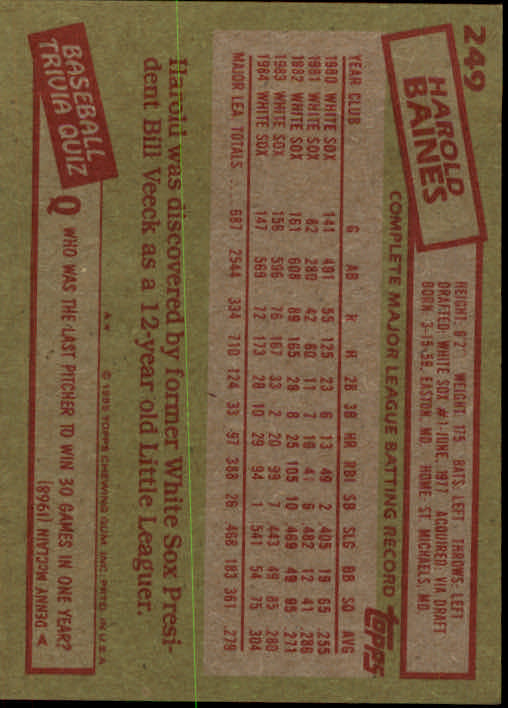 249
HAROLD
BAINES
HEIGHT: 6'2" WEIGHT: 175 BATS: LEFT THROWS: LEFT
DRAFTED: WHITE SOX #1-JUNE, 1977 ACQUIRED: VIA DRAFT
BORN 3-15-59, EASTON, MD. HOME: ST MICHAELS, MD.
COMPLETE MAJOR LEAGUE BATTING RECORD topps
YEAR CLUB G AB R H 2B 3B HR RBI SB SLG BB SO AVG
1980 WHITE SOX 141 491 55 125 23 6 13 49 2 .405 19 65 .255
1981 WHITE SOX 82 280 42 80 11 7 10 41 6 .482 12 41 .286
1982 WHITE SOX 161 608 89 165 29 8 25 105 10 .469 49 95 .271
1983 WHITE SOX 156 596 76 167 33 2 20 99 7 .443 49 85 .280
1984 WHITE SOX 147 569 72 173 28 10 29 94 1 .541 54 75 .304
MAJOR LEA TOTALS .... 687 2544 334 710 124 33 97 388 26 .468 183 361 .279
Harold was discovered by former White Sox Presi-
dent Bill Veeck as a 12-year old Little Leaguer.
A★ © 1985 TOPPS CHEWING GUM, INC. PRTD. IN U.S.A.
BASEBALL
TRIVIA QUIZ
Q WHO WAS THE LAST PITCHER TO WIN 30 GAMES IN ONE YEAR?
A DENNY McCLAIN (1968)